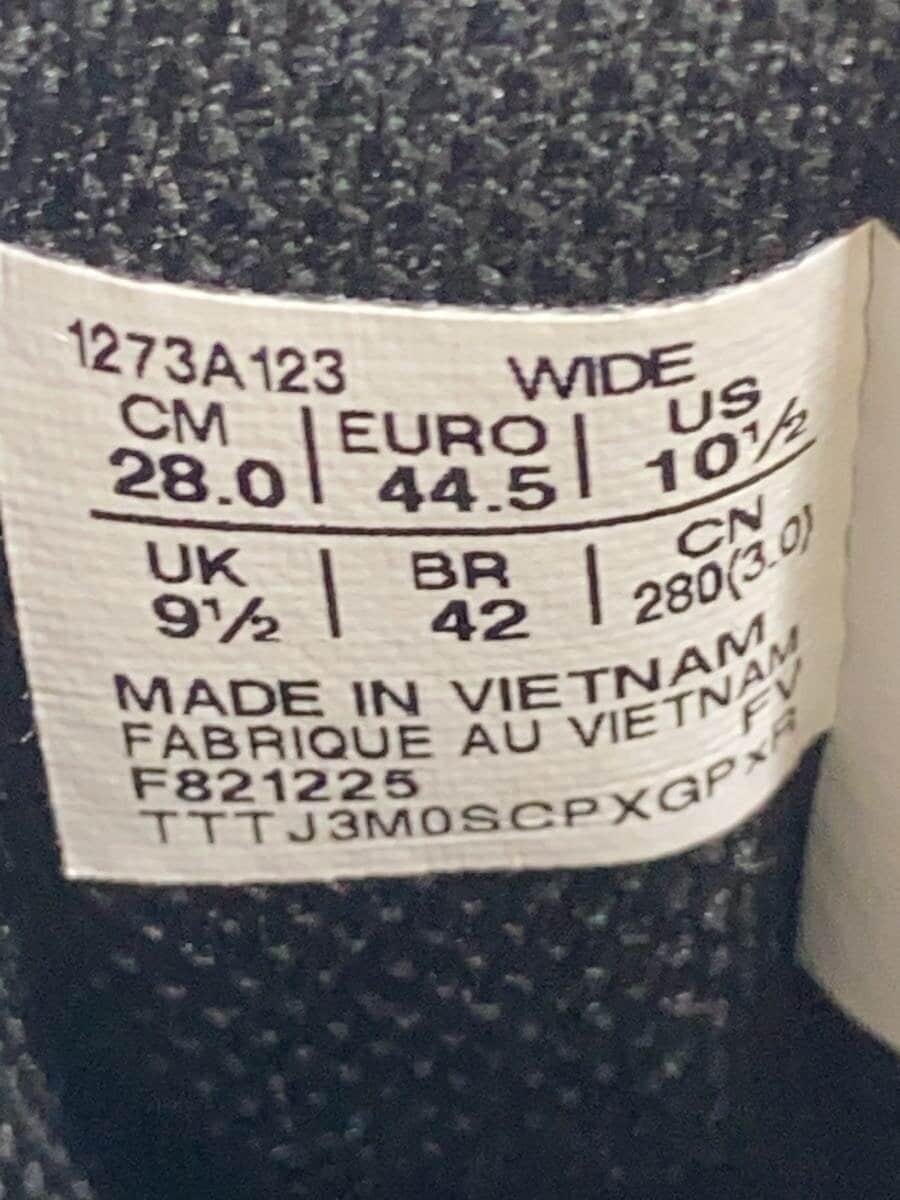 1273A123 WIDE
CM | EURO | US
28.0 | 44.5 | 10½
UK | BR | CN
9½ | 42 | 280(3.0)
MADE IN VIETNAM
FABRIQUE AU VIETNAM
F821225 FV
TTTJ3M0SCPXGPxR